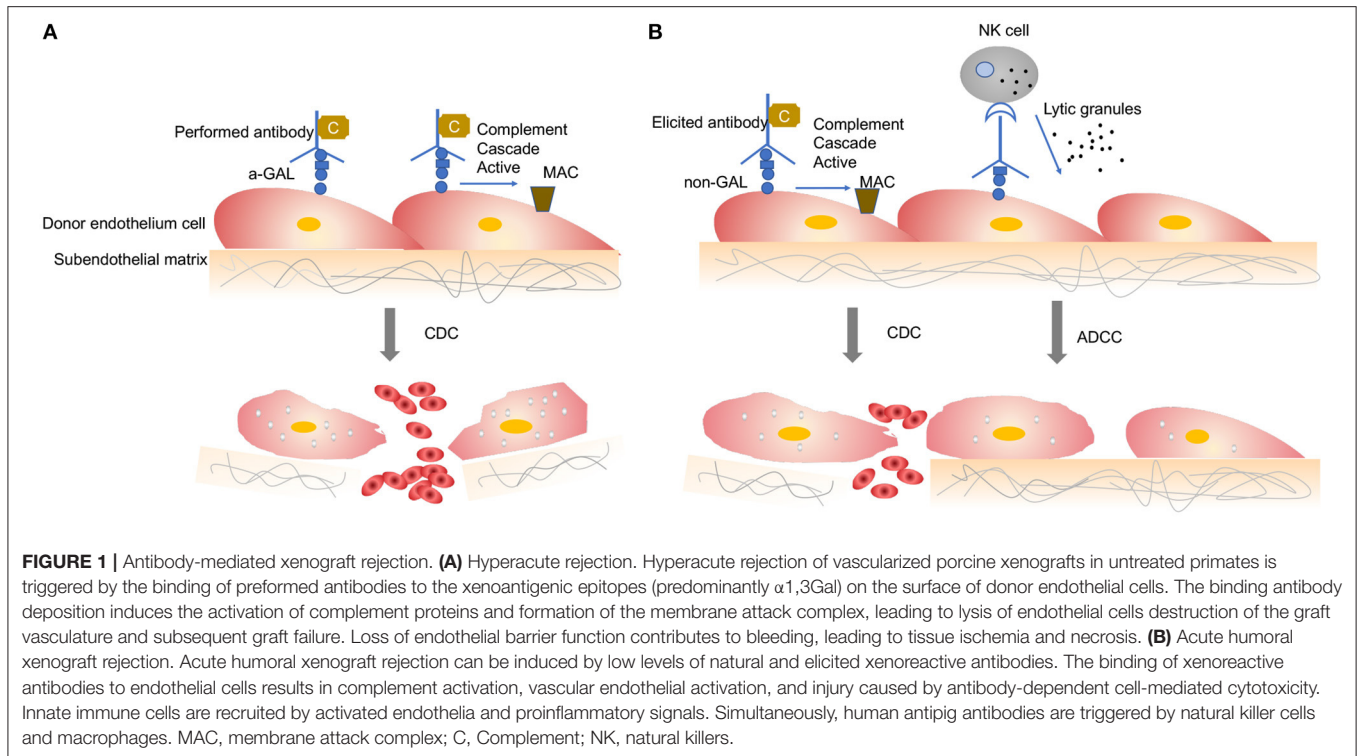 A
Performed antibody
C
C
Complement
Cascade
Active
a-GAL
MAC
Donor endothelium cell
Subendothelial matrix
CDC
B
NK cell
Lytic granules
Elicited antibody
C
Complement
Cascade
Active
non-GAL
MAC
CDC
ADCC
FIGURE 1 | Antibody-mediated xenograft rejection. (A) Hyperacute rejection. Hyperacute rejection of vascularized porcine xenografts in untreated primates is
triggered by the binding of preformed antibodies to the xenoantigenic epitopes (predominantly α1,3Gal) on the surface of donor endothelial cells. The binding antibody
deposition induces the activation of complement proteins and formation of the membrane attack complex, leading to lysis of endothelial cells destruction of the graft
vasculature and subsequent graft failure. Loss of endothelial barrier function contributes to bleeding, leading to tissue ischemia and necrosis. (B) Acute humoral
xenograft rejection. Acute humoral xenograft rejection can be induced by low levels of natural and elicited xenoreactive antibodies. The binding of xenoreactive
antibodies to endothelial cells results in complement activation, vascular endothelial activation, and injury caused by antibody-dependent cell-mediated cytotoxicity.
Innate immune cells are recruited by activated endothelia and proinflammatory signals. Simultaneously, human antipig antibodies are triggered by natural killer cells
and macrophages. MAC, membrane attack complex; C, Complement; NK, natural killers.